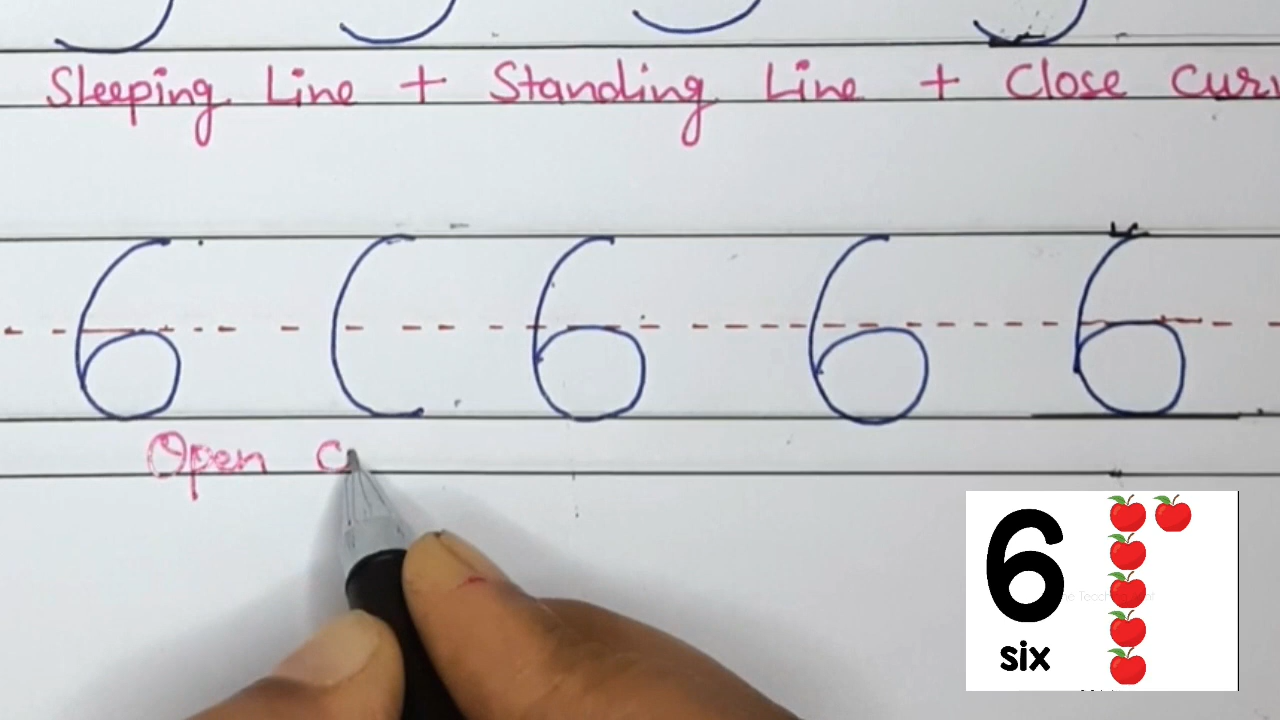 Sleeping Line + Standing Line + Close Curv
6 C 6 6 6
Open C
6
six